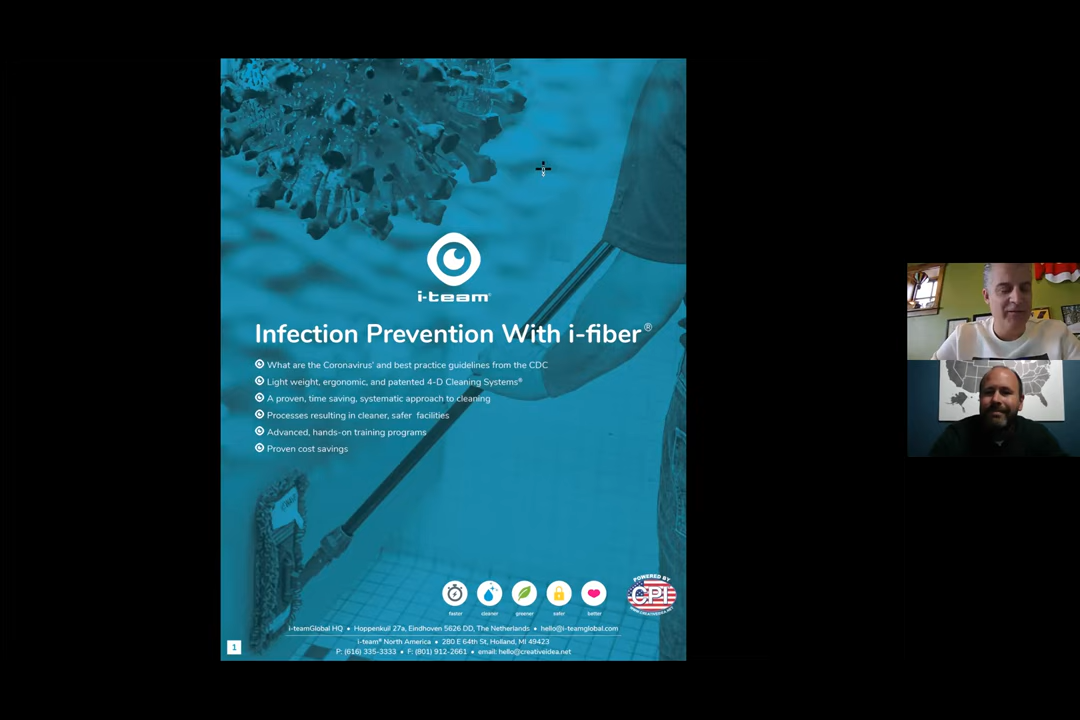 i-team®
Infection Prevention With i-fiber®
What are the Coronavirus' and best practice guidelines from the CDC
Light weight, ergonomic, and patented 4-D Cleaning Systems®
A proven, time saving, systematic approach to cleaning
Processes resulting in cleaner, safer facilities
Advanced, hands-on training programs
Proven cost savings
faster cleaner greener safer better
POWERED BY
CPI
i-teamGlobal HQ • Hoppenkuil 27a, Eindhoven 5626 DD, The Netherlands • hello@i-teamglobal.com
i-team® North America • 280 E 64th St, Holland, MI 49423
P: (616) 335-3333 • F: (801) 912-2661 • email: hello@creativeidea.net
1